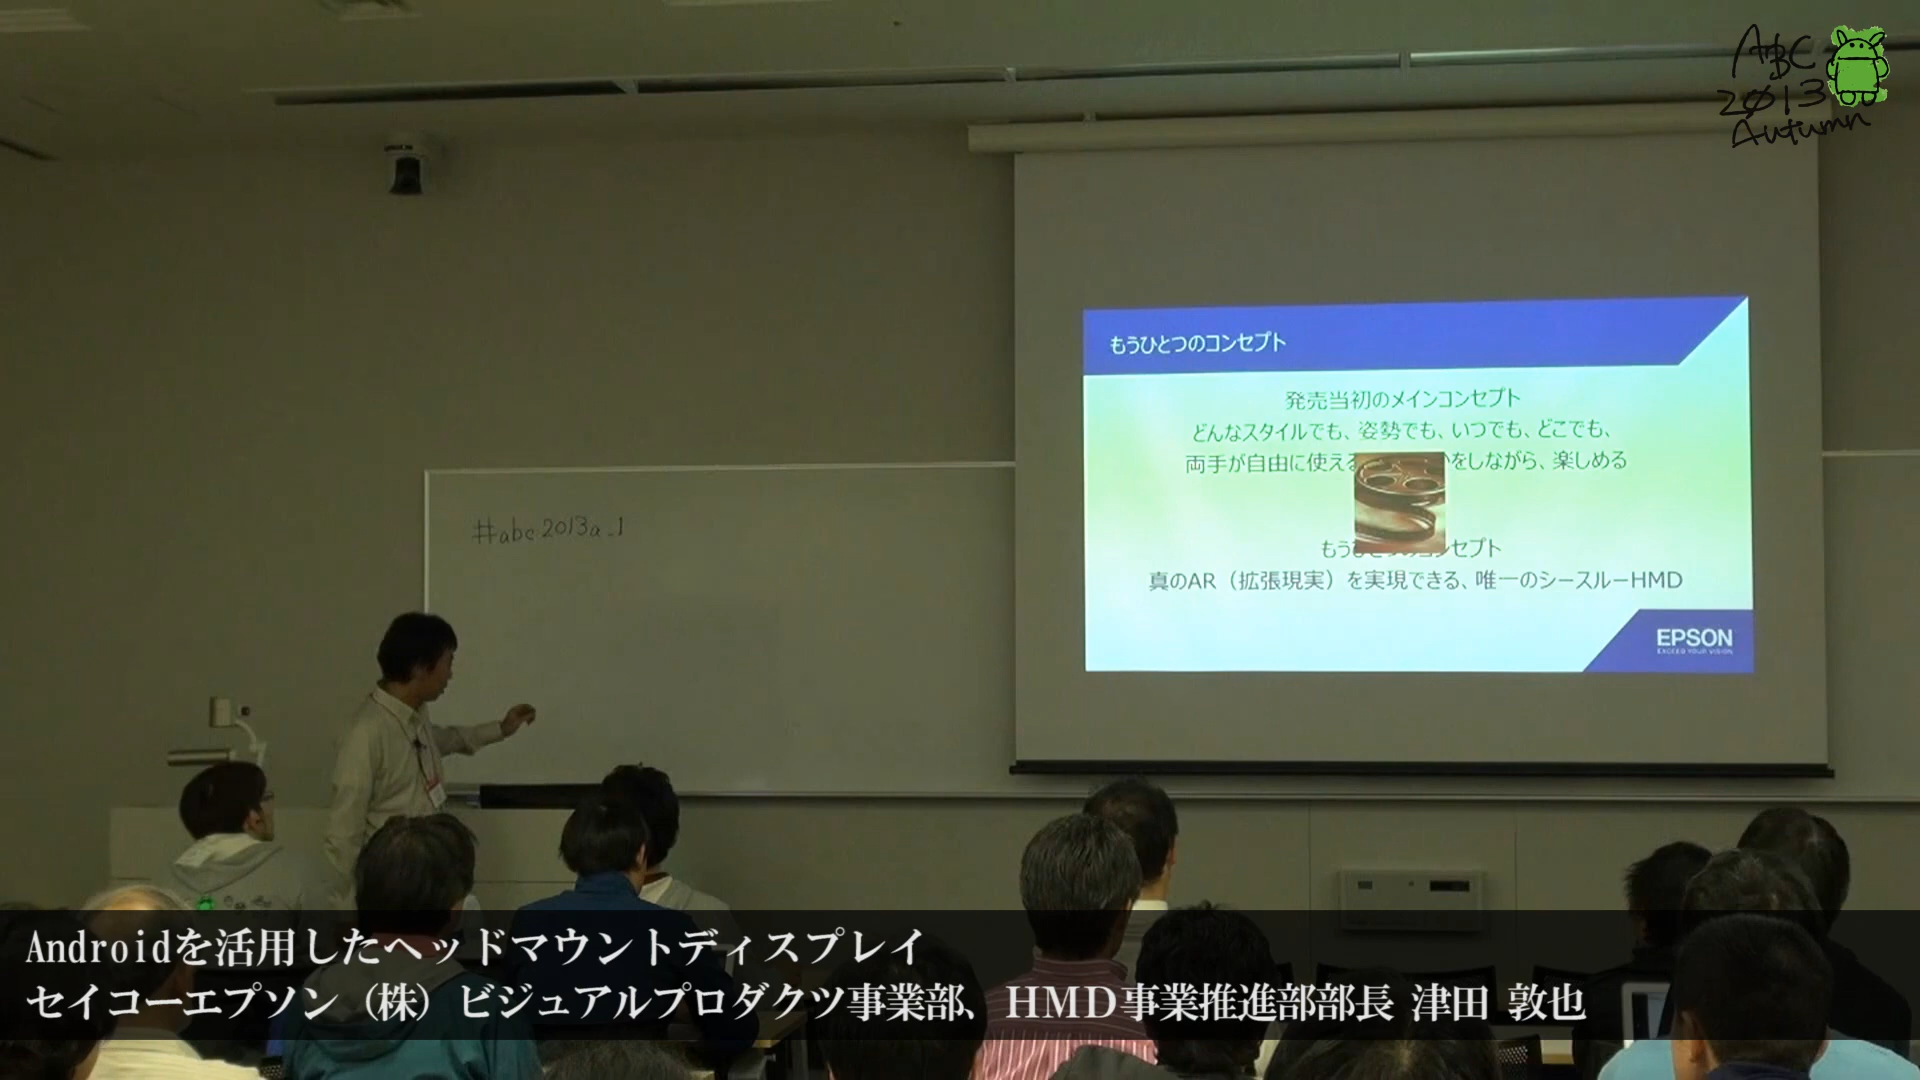 ABC
2013
Autumn
もうひとつのコンセプト
発売当初のメインコンセプト
どんなスタイルでも、姿勢でも、いつでも、どこでも、
両手が自由に使える をしながら、楽しめる
もう コンセプト
真のAR（拡張現実）を実現できる、唯一のシースルーHMD
EPSON
EXCEED YOUR VISION
#abc2013a_1
Androidを活用したヘッドマウントディスプレイ
セイコーエプソン（株）ビジュアルプロダクツ事業部、HMD事業推進部部長 津田 敦也